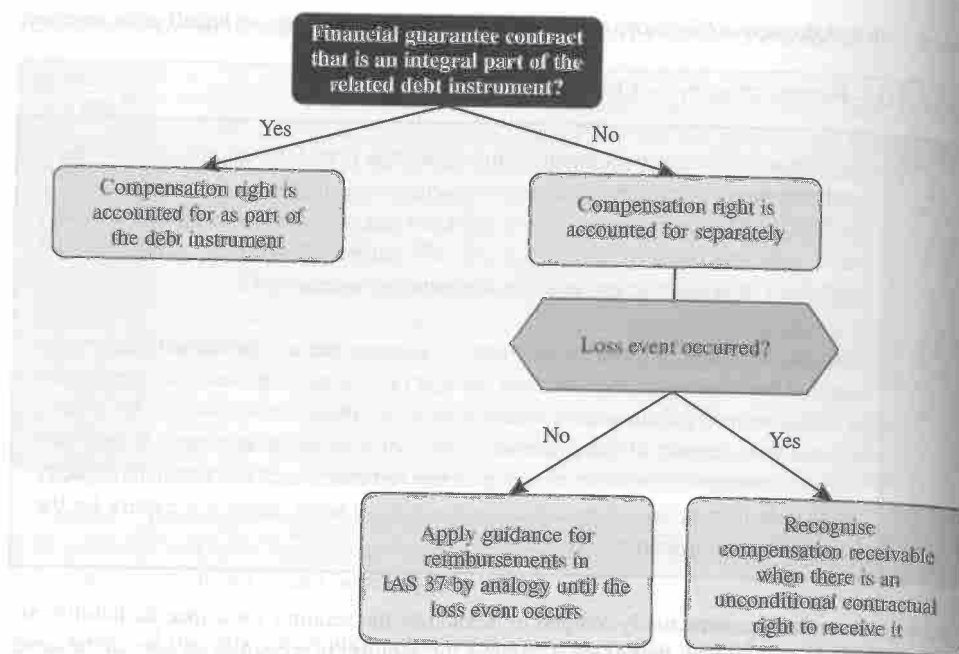 Financial guarantee contract
that is an integral part of the
related debt instrument?
Yes
No
Compensation right is
accounted for as part of
the debt instrument
Compensation right is
accounted for separately
Loss event occurred?
No
Yes
Apply guidance for
reimbursements in
IAS 37 by analogy until the
loss event occurs
Recognise
compensation receivable
when there is an
unconditional contractual
right to receive it